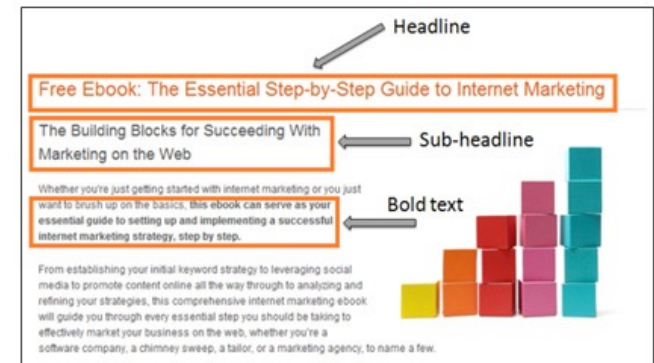 Headline
Free Ebook: The Essential Step-by-Step Guide to Internet Marketing
The Building Blocks for Succeeding With
Marketing on the Web
Sub-headline
Whether you're just getting started with internet marketing or you just
want to brush up on the basics, this ebook can serve as your
essential guide to setting up and implementing a successful
internet marketing strategy, step by step.
Bold text
From establishing your initial keyword strategy to leveraging social
media to promote content online all the way through to analyzing and
refining your strategies, this comprehensive internet marketing ebook
will guide you through every essential step you should be taking to
effectively market your business on the web, whether you're a
software company, a chimney sweep, a tailor, or a marketing agency, to name a few.